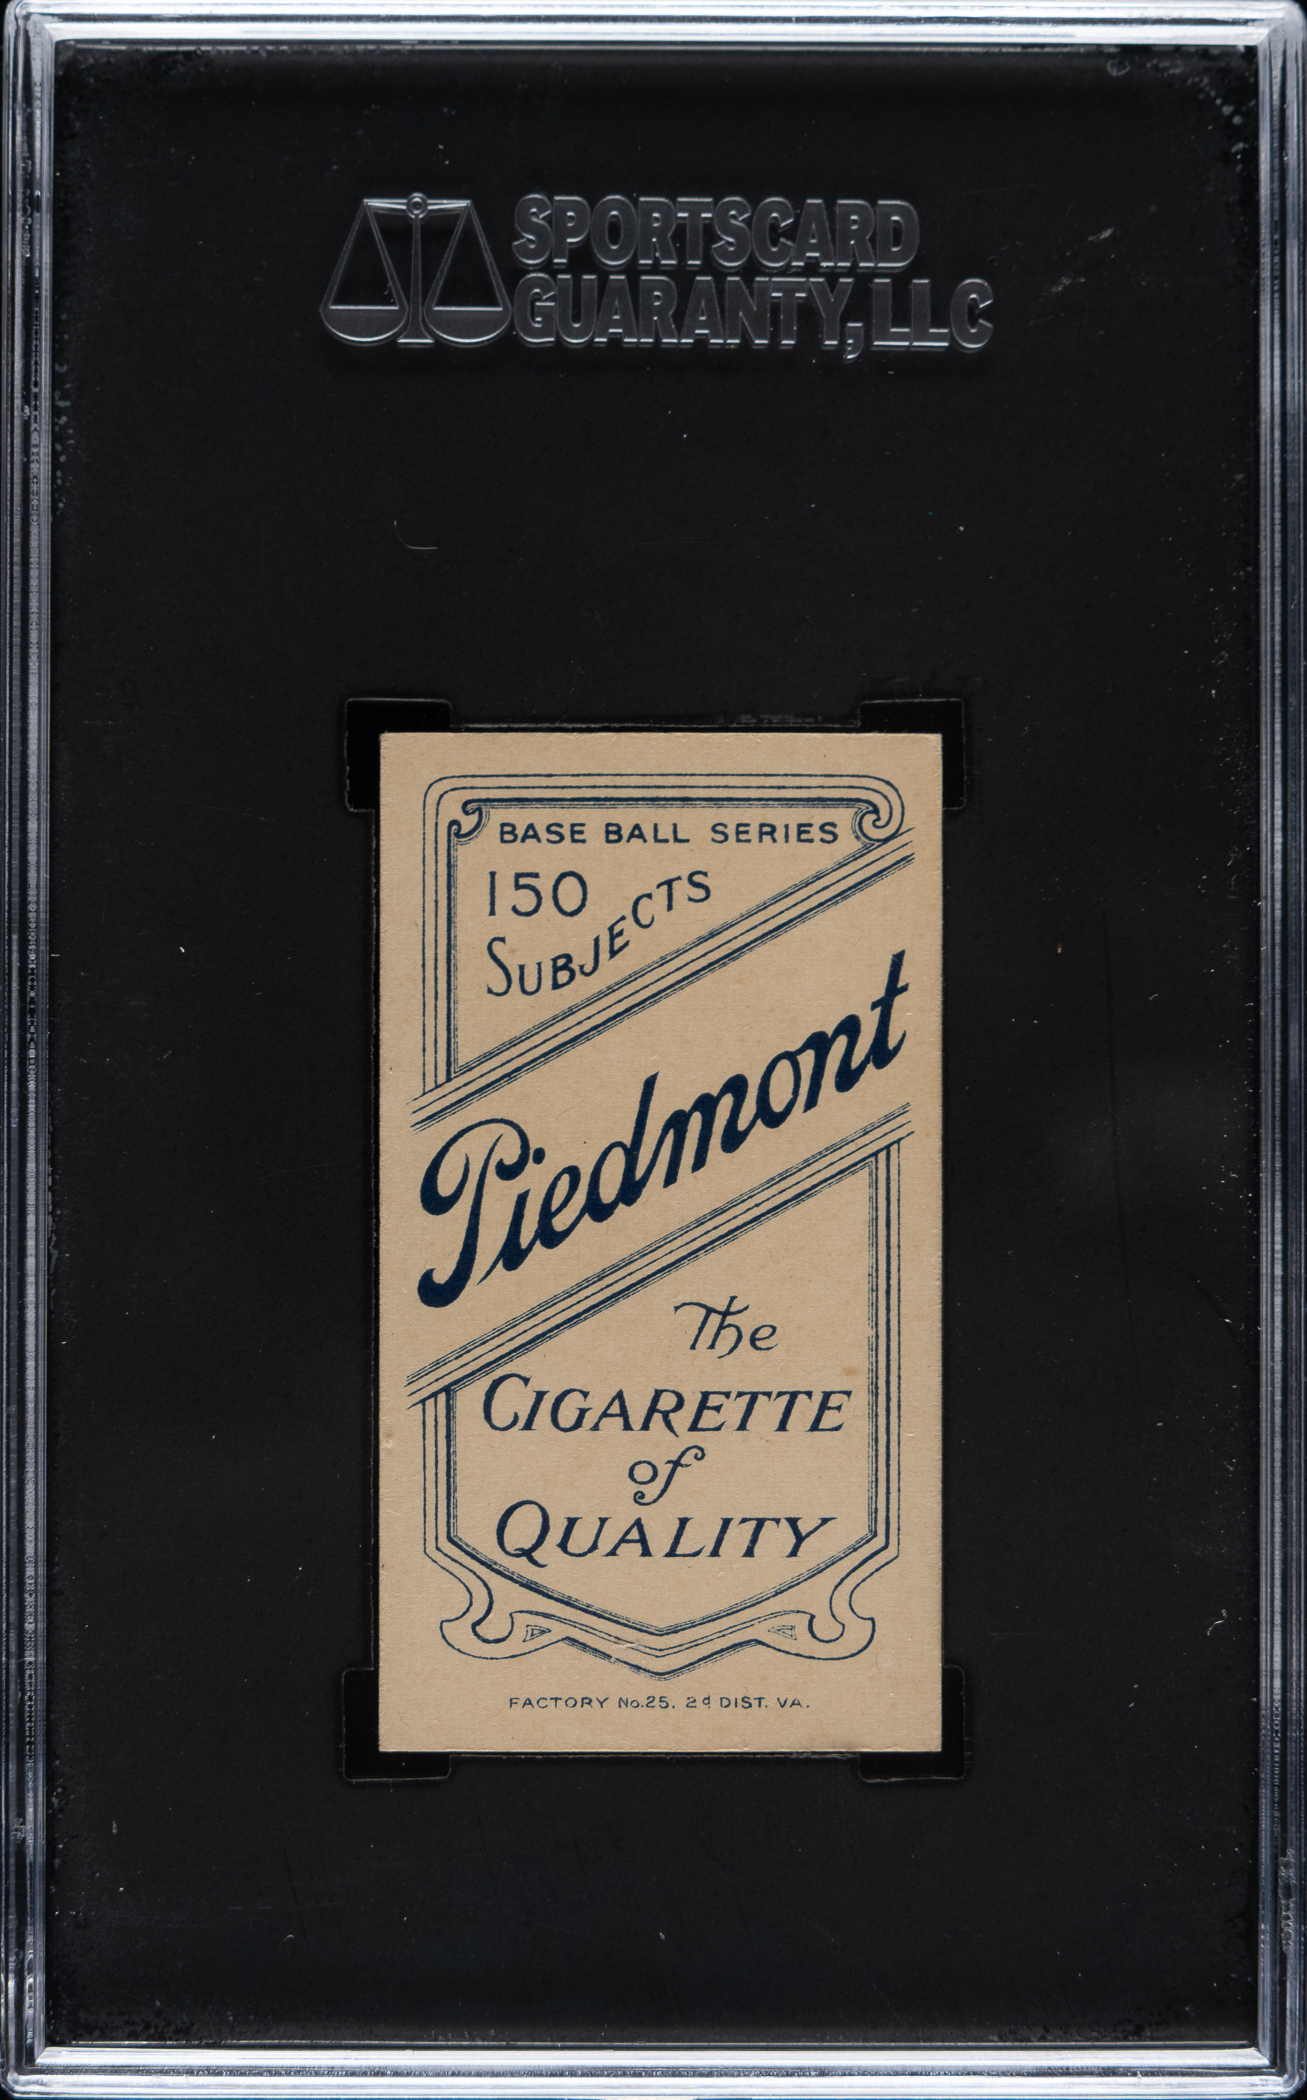 SPORTSCARD
GUARANTY, LLC
BASE BALL SERIES
150
SUBJECTS
Piedmont
The
CIGARETTE
of
QUALITY
FACTORY No.25. 2d DIST. VA.